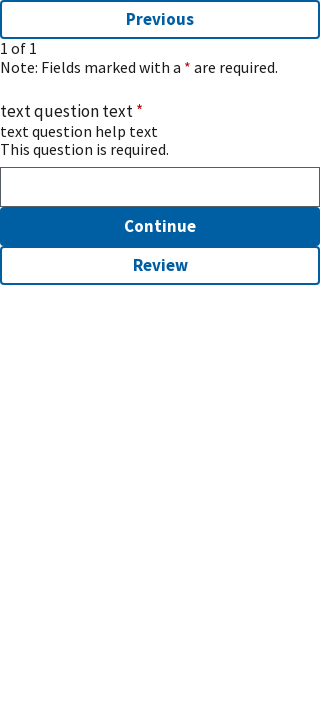 Previous
1 of 1
Note: Fields marked with a * are required.
text question text *
text question help text
This question is required.
Continue
Review